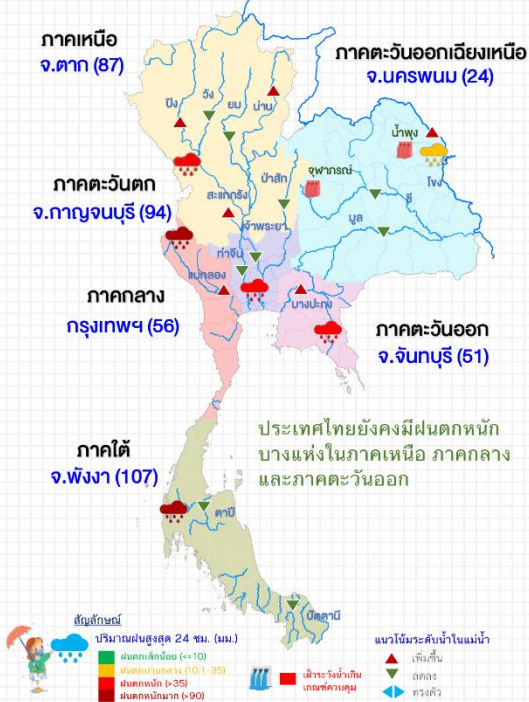 ภาคเหนือ
จ.ตาก (87)
ภาคตะวันออกเฉียงเหนือ
จ.นครพนม (24)
ปิง
วัง
ยม
น่าน
น้ำพุง
โขง
ภาคตะวันตก
จ.กาญจนบุรี (94)
สะแกกรัง
ป่าสัก
จุฬาภรณ์
ชี
มูล
เจ้าพระยา
ท่าจีน
แม่กลอง
บางปะกง
ภาคกลาง
กรุงเทพฯ (56)
ภาคตะวันออก
จ.จันทบุรี (51)
ภาคใต้
จ.พังงา (107)
ประเทศไทยยังคงมีฝนตกหนัก
บางแห่งในภาคเหนือ ภาคกลาง
และภาคตะวันออก
ตาปี
ปัตตานี
สัญลักษณ์
ปริมาณฝนสูงสุด 24 ชม. (มม.)
ฝนตกเล็กน้อย (<=10)
ฝนตกปานกลาง (10.1-35)
ฝนตกหนัก (>35)
ฝนตกหนักมาก (>90)
เฝ้าระวังน้ำเกิน
เกณฑ์ควบคุม
แนวโน้มระดับน้ำในแม่น้ำ
เพิ่มขึ้น
ลดลง
ทรงตัว